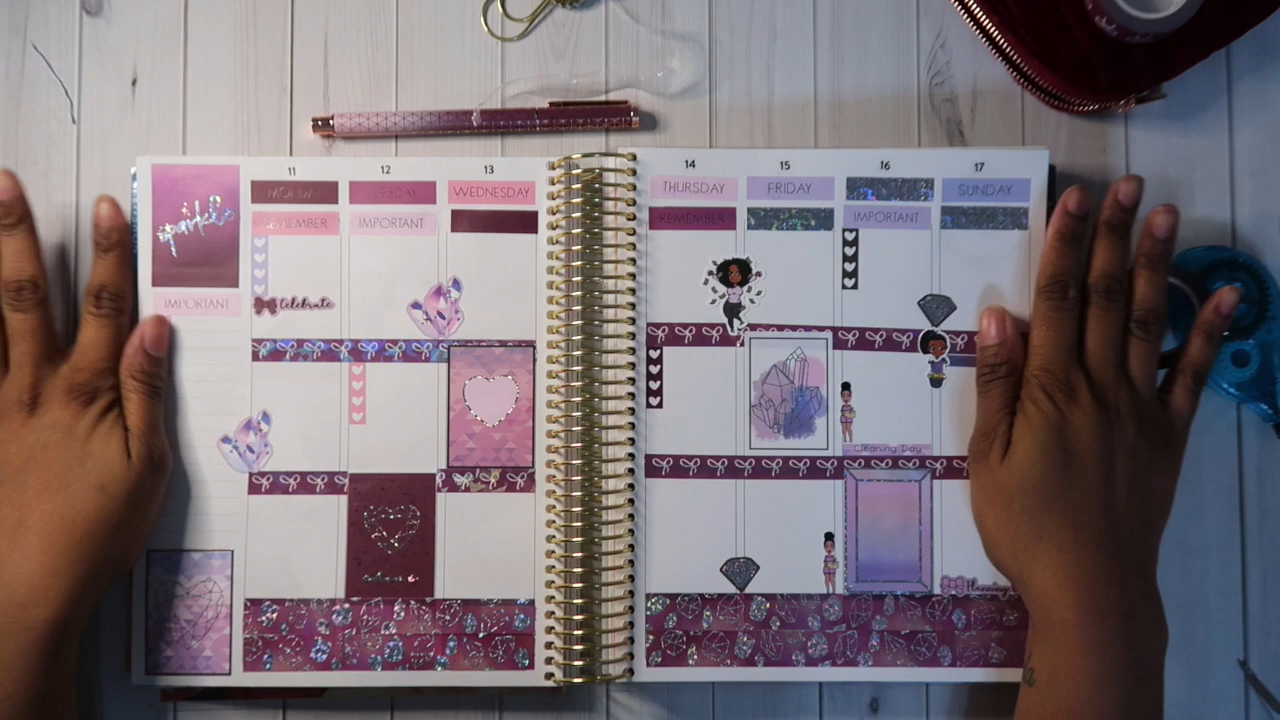 11 12 13
14 15 16 17
sparkle
MONDAY TUESDAY WEDNESDAY
THURSDAY FRIDAY SUNDAY
REMEMBER IMPORTANT
REMEMBER IMPORTANT
IMPORTANT
Celebrate
Cleaning Day
Planning